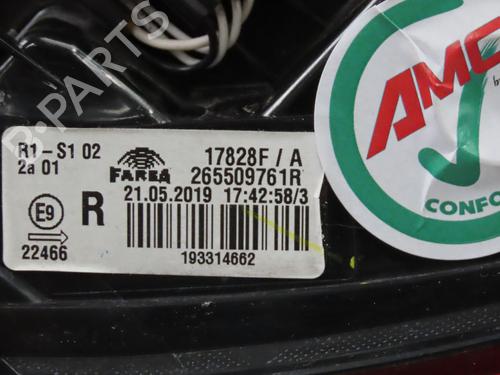 B-PARTS
AMC
b
CONFO
R1-S1 02
2a 01
FARBA
17828F / A
265509761R
21.05.2019 17:42:58/3
E9
R
22466
193314662